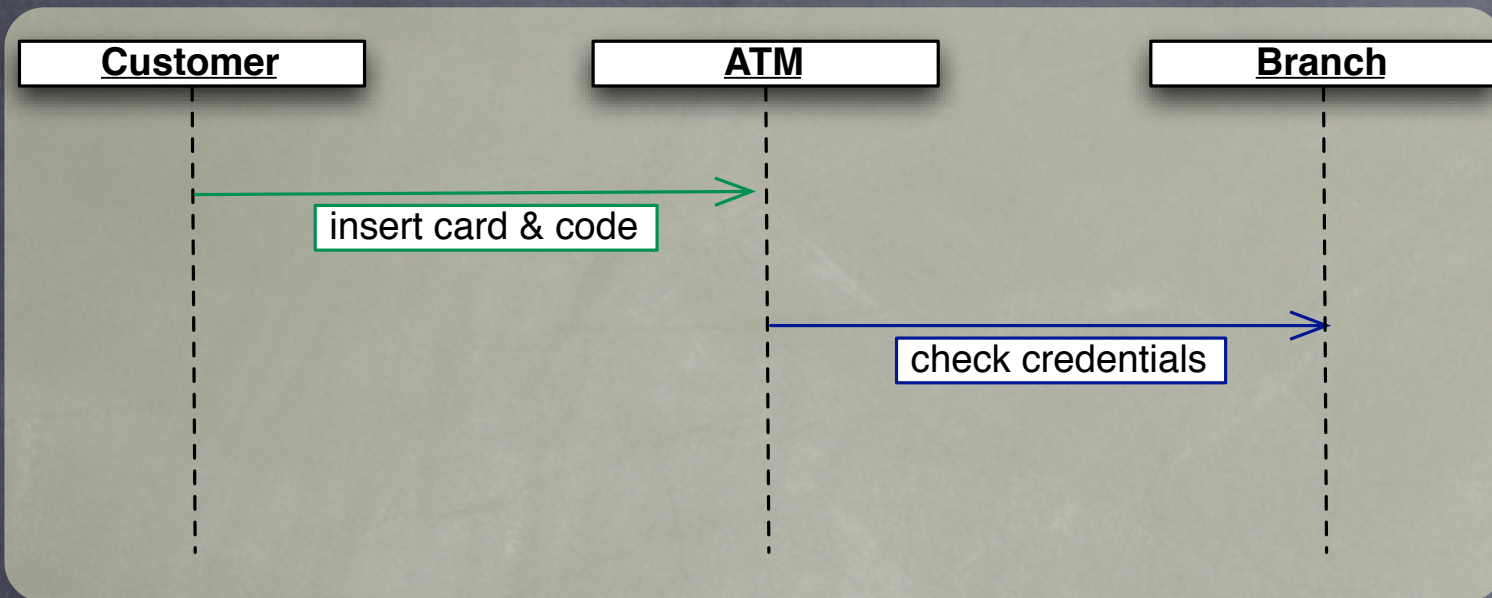 Customer
ATM
Branch
insert card & code
check credentials